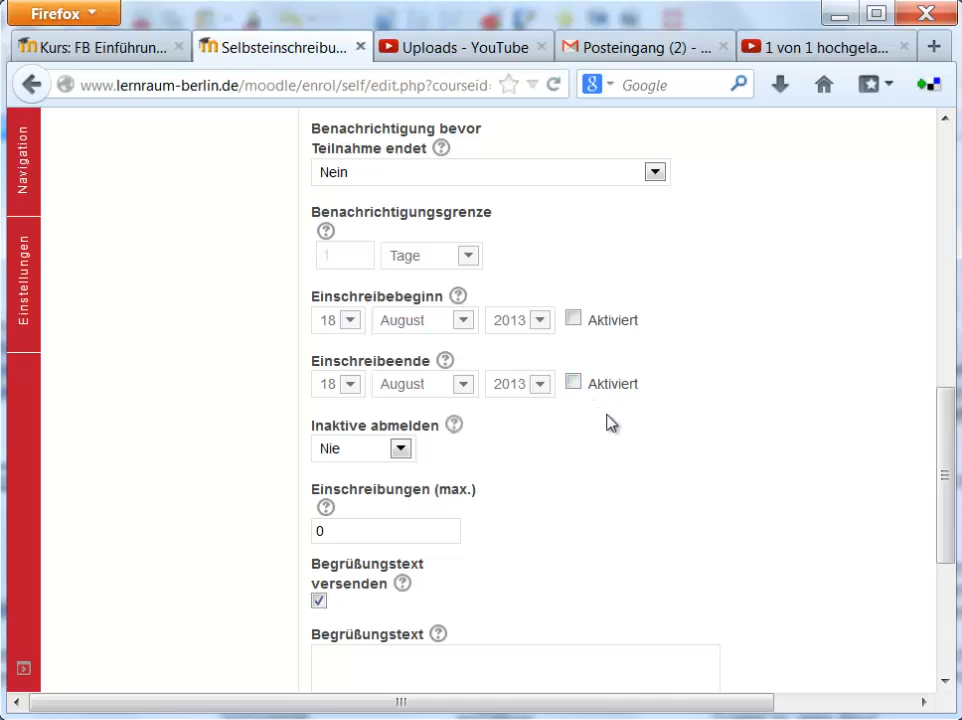 Firefox
Kurs: FB Einführun...
Selbsteinschreibu...
Uploads - YouTube
Posteingang (2) - ...
1 von 1 hochgela...
www.lernraum-berlin.de/moodle/enrol/self/edit.php?courseid:
Google
Navigation
Einstellungen
Benachrichtigung bevor
Teilnahme endet
Nein
Benachrichtigungsgrenze
1 Tage
Einschreibebeginn
18 August 2013 Aktiviert
Einschreibeende
18 August 2013 Aktiviert
Inaktive abmelden
Nie
Einschreibungen (max.)
0
Begrüßungstext
versenden
Begrüßungstext